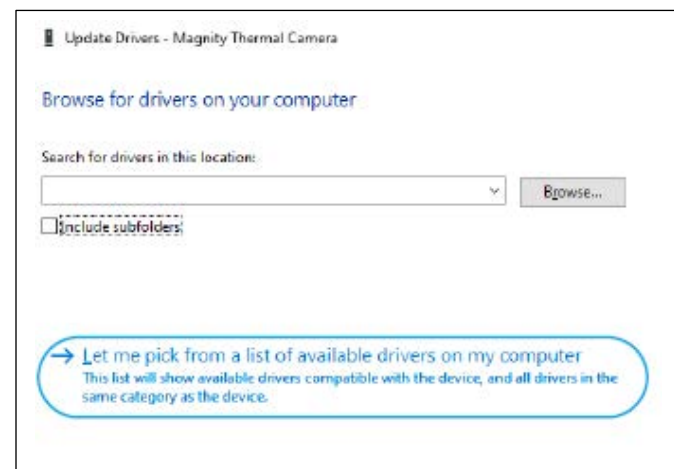 Update Drivers - Magnity Thermal Camera
Browse for drivers on your computer
Search for drivers in this location:
Browse...
Include subfolders
Let me pick from a list of available drivers on my computer
This list will show available drivers compatible with the device, and all drivers in the
same category as the device.